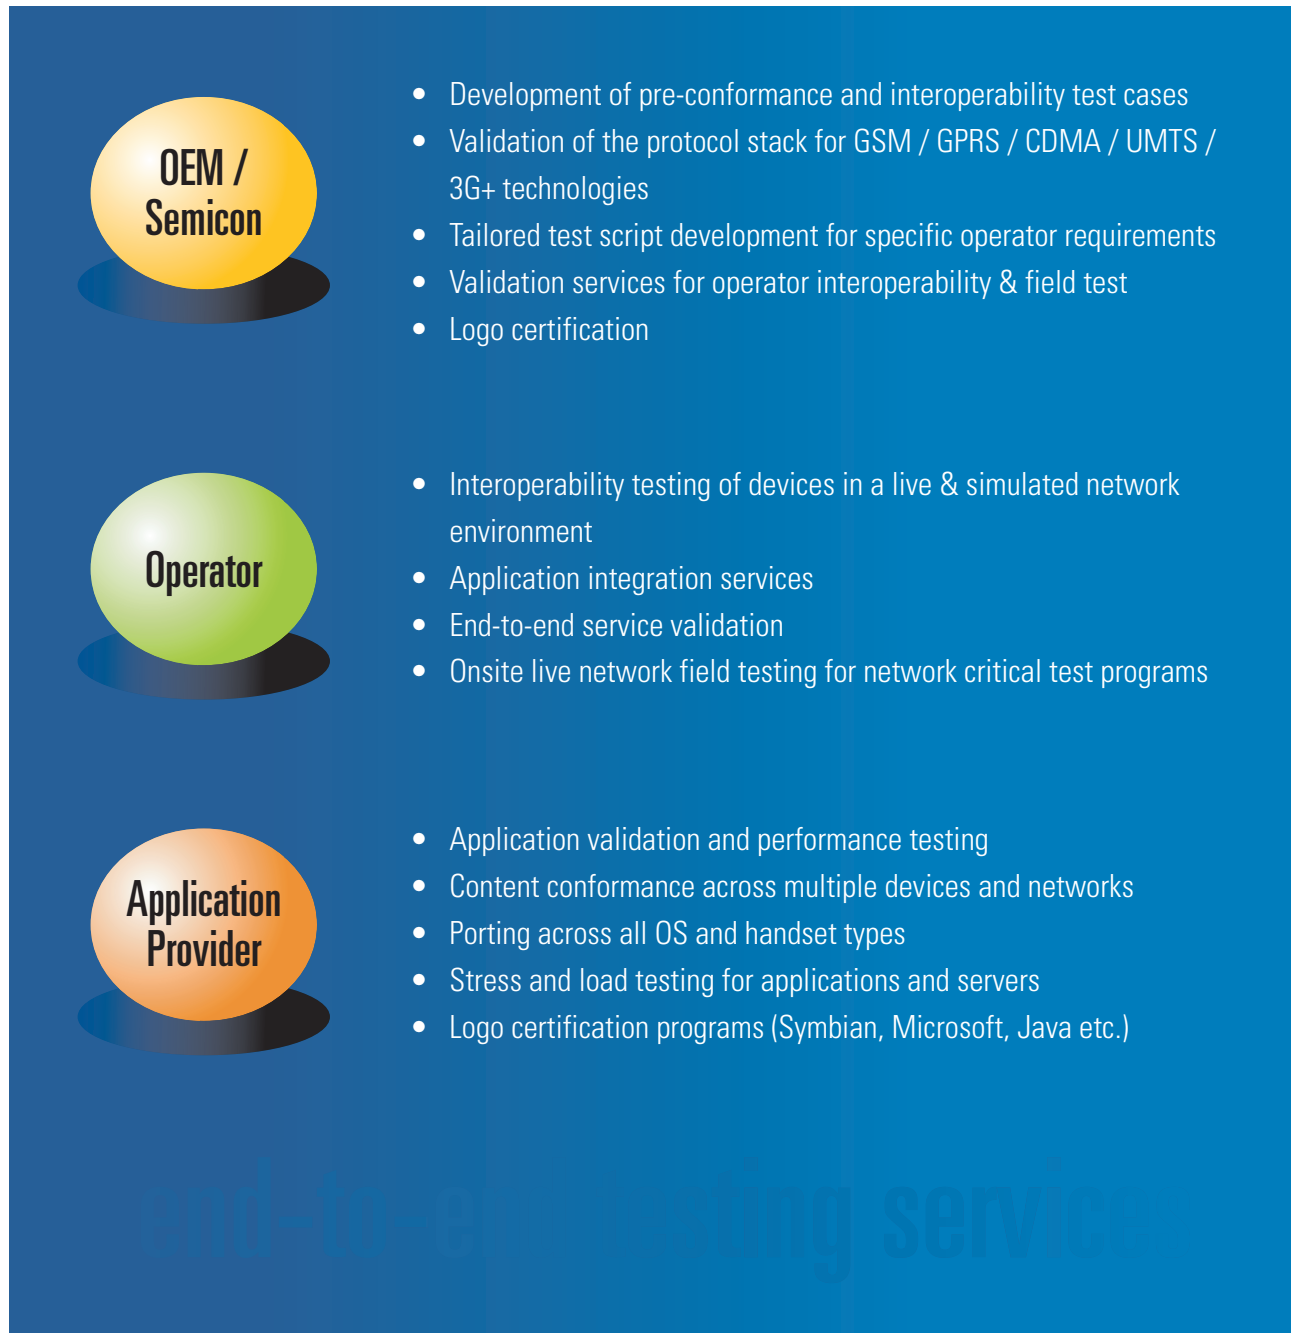 OEM /
Semicon
• Development of pre-conformance and interoperability test cases
• Validation of the protocol stack for GSM / GPRS / CDMA / UMTS /
3G+ technologies
• Tailored test script development for specific operator requirements
• Validation services for operator interoperability & field test
• Logo certification
Operator
• Interoperability testing of devices in a live & simulated network
environment
• Application integration services
• End-to-end service validation
• Onsite live network field testing for network critical test programs
Application
Provider
• Application validation and performance testing
• Content conformance across multiple devices and networks
• Porting across all OS and handset types
• Stress and load testing for applications and servers
• Logo certification programs (Symbian, Microsoft, Java etc.)
end-to-end testing services